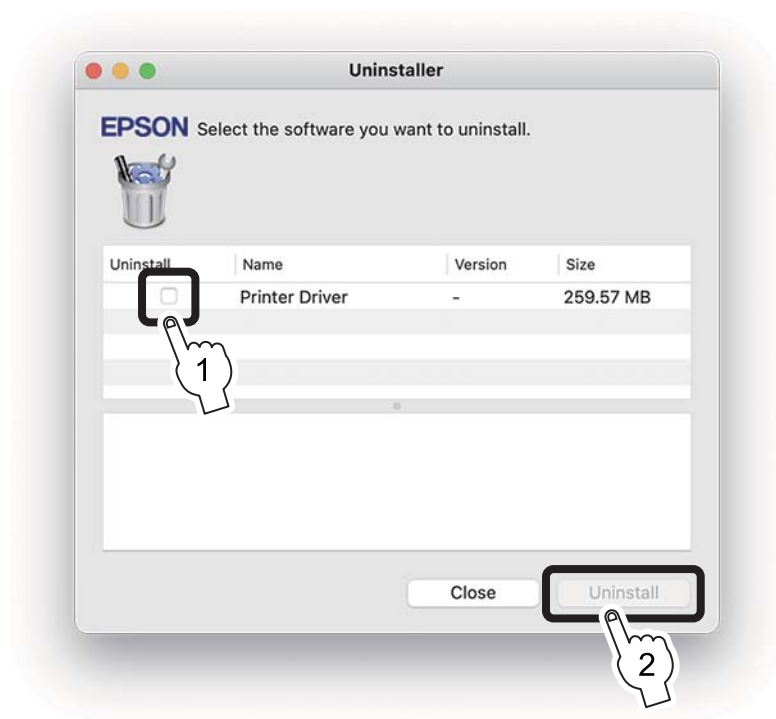 Uninstaller
EPSON Select the software you want to uninstall.
Uninstall Name Version Size
Printer Driver - 259.57 MB
1
Close Uninstall
2